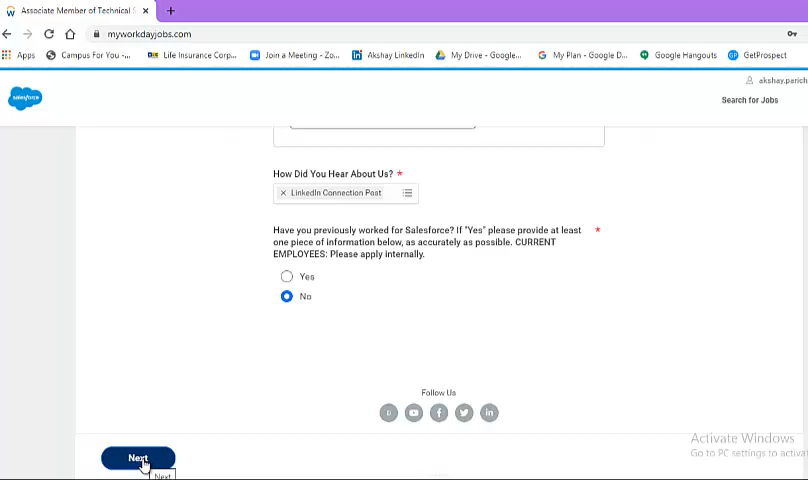 Associate Member of Technical S
myworkdayjobs.com
Apps
Campus For You -...
Life Insurance Corp...
Join a Meeting - Zo...
Akshay LinkedIn
My Drive - Google...
My Plan - Google D...
Google Hangouts
GetProspect
salesforce
akshay.parich
Search for Jobs
How Did You Hear About Us? *
× LinkedIn Connection Post
Have you previously worked for Salesforce? If "Yes" please provide at least *
one piece of information below, as accurately as possible. CURRENT
EMPLOYEES: Please apply internally.
Yes
No
Follow Us
Activate Windows
Go to PC settings to activat
Next
Next